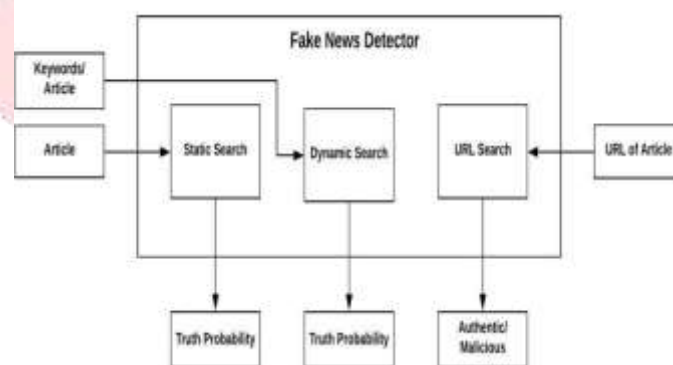 Fake News Detector
Keywords/
Article
Article
Static Search
Dynamic Search
URL Search
URL of Article
Truth Probability
Truth Probability
Authentic/
Malicious